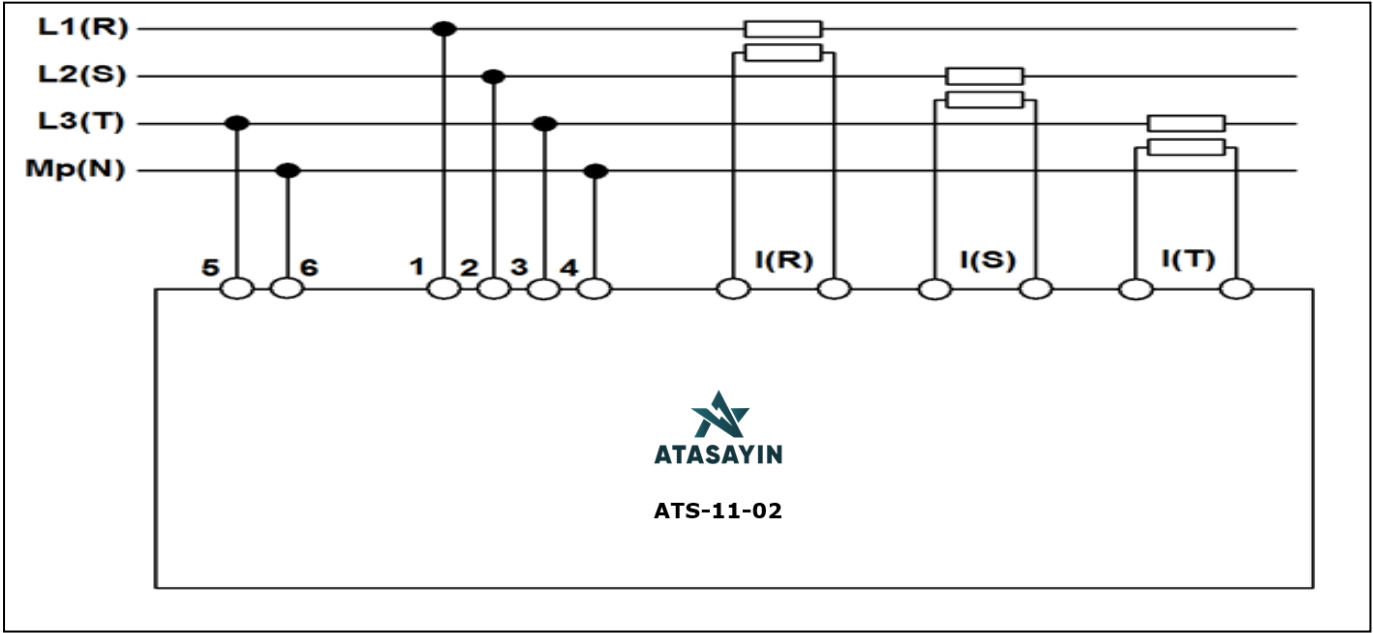 L1(R)
L2(S)
L3(T)
Mp(N)
5 6 1 2 3 4 I(R) I(S) I(T)
ATASAYIN
ATS-11-02